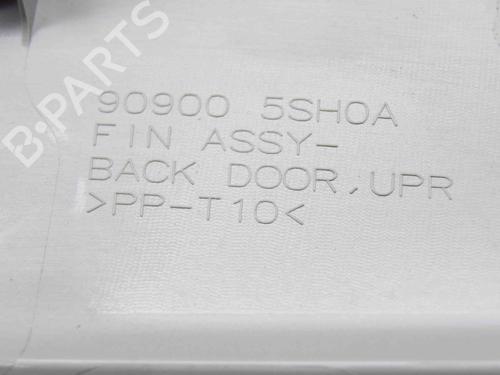 90900 5SH0A
FIN ASSY-
BACK DOOR, UPR
>PP-T10<
B-PARTS